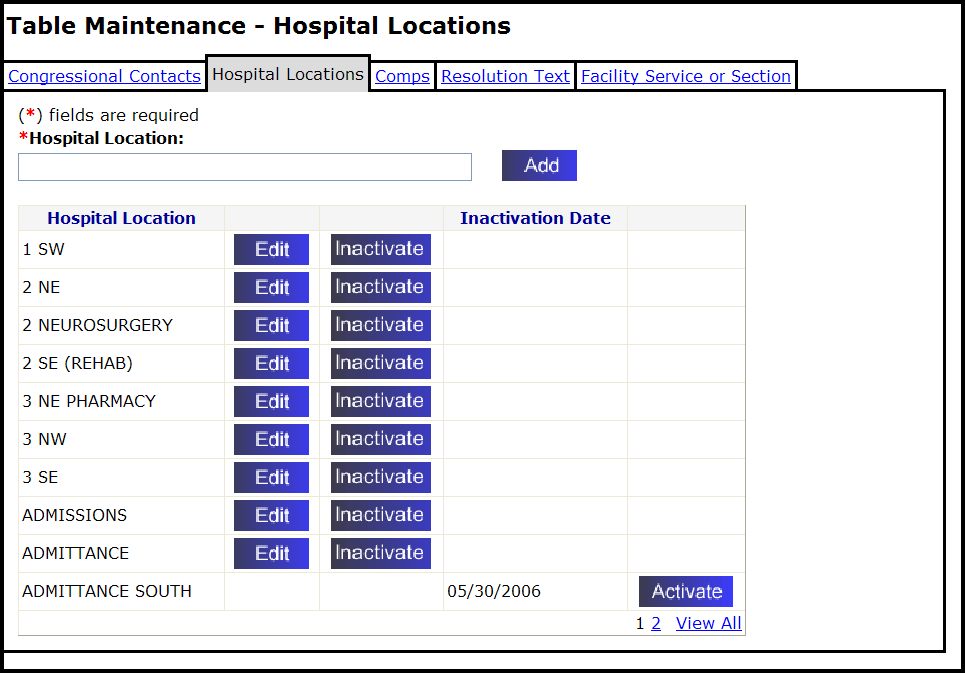 Table Maintenance - Hospital Locations
Congressional Contacts Hospital Locations Comps Resolution Text Facility Service or Section
(*) fields are required
*Hospital Location:
Add
Hospital Location Inactivation Date
1 SW Edit Inactivate
2 NE Edit Inactivate
2 NEUROSURGERY Edit Inactivate
2 SE (REHAB) Edit Inactivate
3 NE PHARMACY Edit Inactivate
3 NW Edit Inactivate
3 SE Edit Inactivate
ADMISSIONS Edit Inactivate
ADMITTANCE Edit Inactivate
ADMITTANCE SOUTH 05/30/2006 Activate
1 2 View All